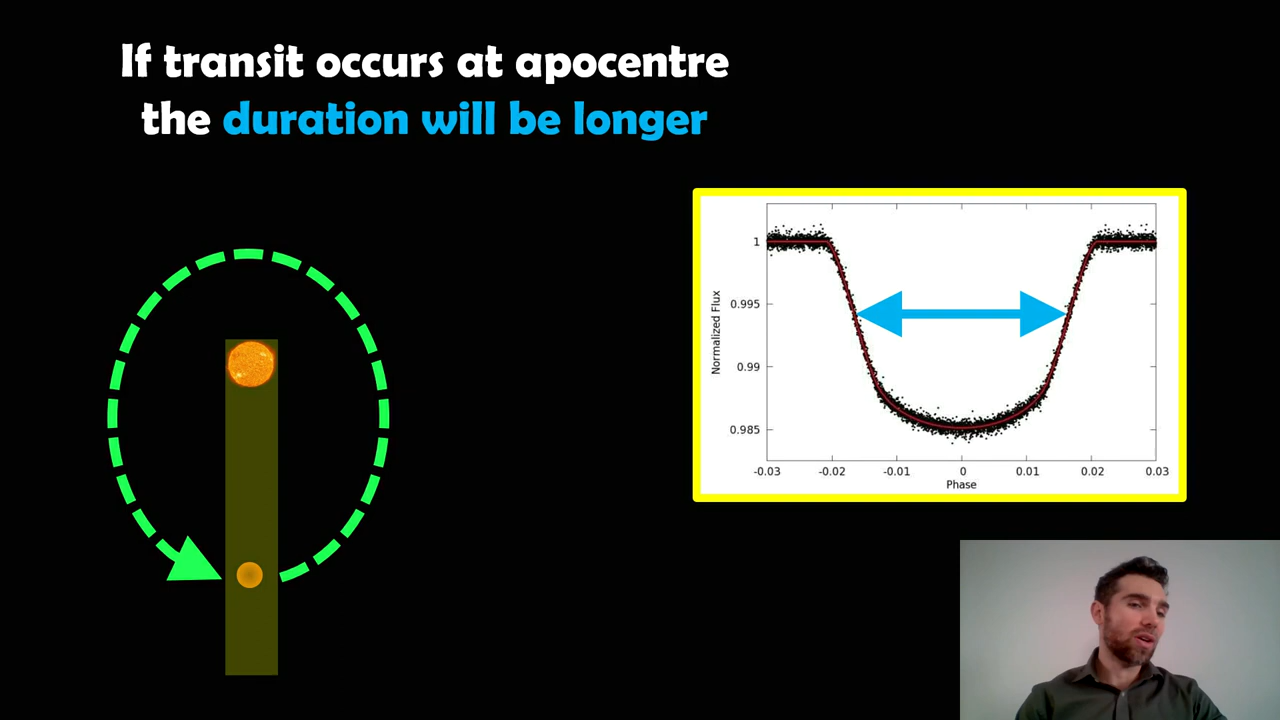 If transit occurs at apocentre
the duration will be longer
1
0.995
0.99
0.985
Normalized Flux
-0.03 -0.02 -0.01 0 0.01 0.02 0.03
Phase